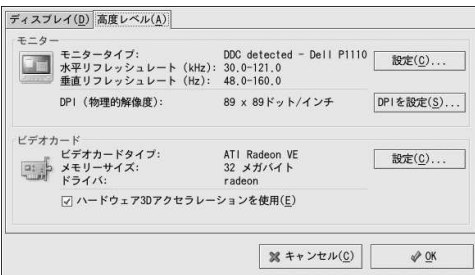 ディスプレイ(D) 高度レベル(A)
モニター
モニタータイプ: DDC detected - Dell P1110
水平リフレッシュレート (kHz): 30.0-121.0
垂直リフレッシュレート (Hz): 48.0-160.0
設定(C)...
DPI (物理的解像度): 89 x 89ドット/インチ
DPIを設定(S)...
ビデオカード
ビデオカードタイプ: ATI Radeon VE
メモリーサイズ: 32 メガバイト
ドライバ: radeon
設定(C)...
ハードウェア3Dアクセラレーションを使用(E)
キャンセル(C) OK